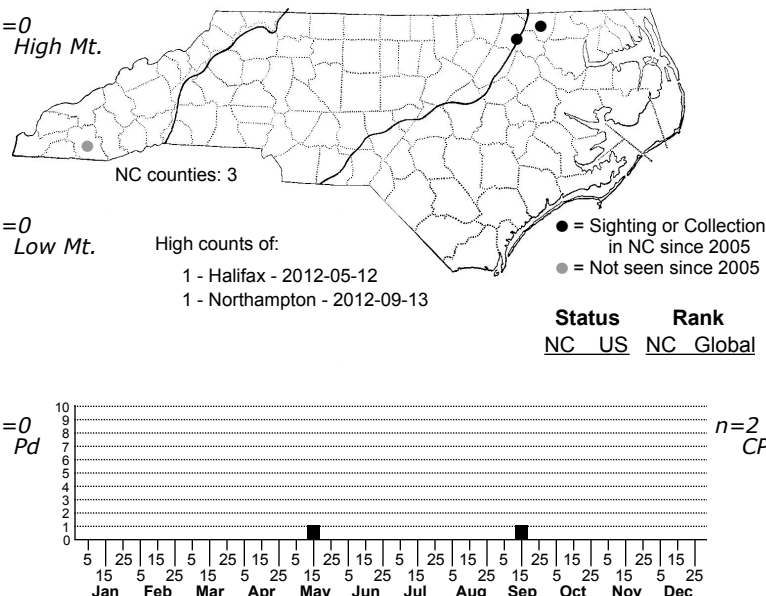 =0
High Mt.
NC counties: 3
=0
Low Mt.
High counts of:
1 - Halifax - 2012-05-12
1 - Northampton - 2012-09-13
● = Sighting or Collection
in NC since 2005
● = Not seen since 2005
Status Rank
NC US NC Global
=0
Pd
n=2
CP
10
9
8
7
6
5
4
3
2
1
0
5 25 15 5 25 15 5 25 15 5 25 15 5 25 15 5 25 15
15 5 25 15 5 25 15 5 25 15 5 25 15 5 25 15 5 25
Jan Feb Mar Apr May Jun Jul Aug Sep Oct Nov Dec